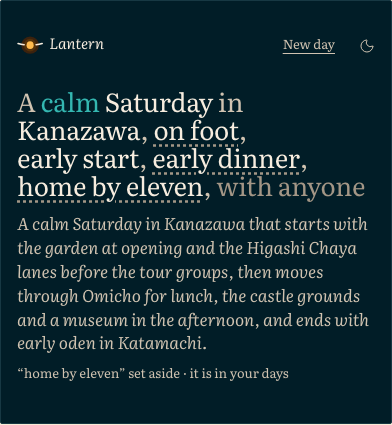 Lantern
New day
A calm Saturday in
Kanazawa, on foot,
early start, early dinner,
home by eleven, with anyone
A calm Saturday in Kanazawa that starts with
the garden at opening and the Higashi Chaya
lanes before the tour groups, then moves
through Omicho for lunch, the castle grounds
and a museum in the afternoon, and ends with
early oden in Katamachi.
“home by eleven” set aside · it is in your days